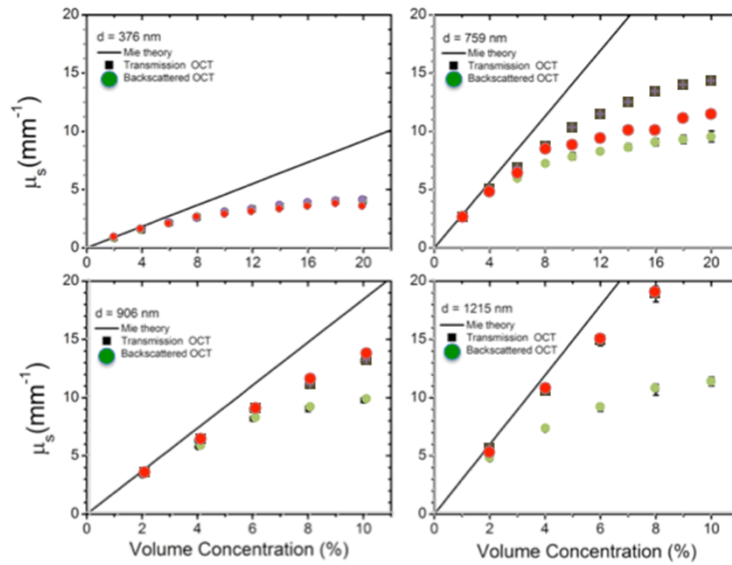 d = 376 nm
Mie theory
Transmission OCT
Backscattered OCT
20
15
10
5
0
0 4 8 12 16 20
μs(mm-1)
d = 759 nm
Mie theory
Transmission OCT
Backscattered OCT
20
15
10
5
0
0 4 8 12 16 20
d = 906 nm
Mie theory
Transmission OCT
Backscattered OCT
20
15
10
5
0
0 2 4 6 8 10
μs(mm-1)
Volume Concentration (%)
d = 1215 nm
Mie theory
Transmission OCT
Backscattered OCT
20
15
10
5
0
0 2 4 6 8 10
Volume Concentration (%)